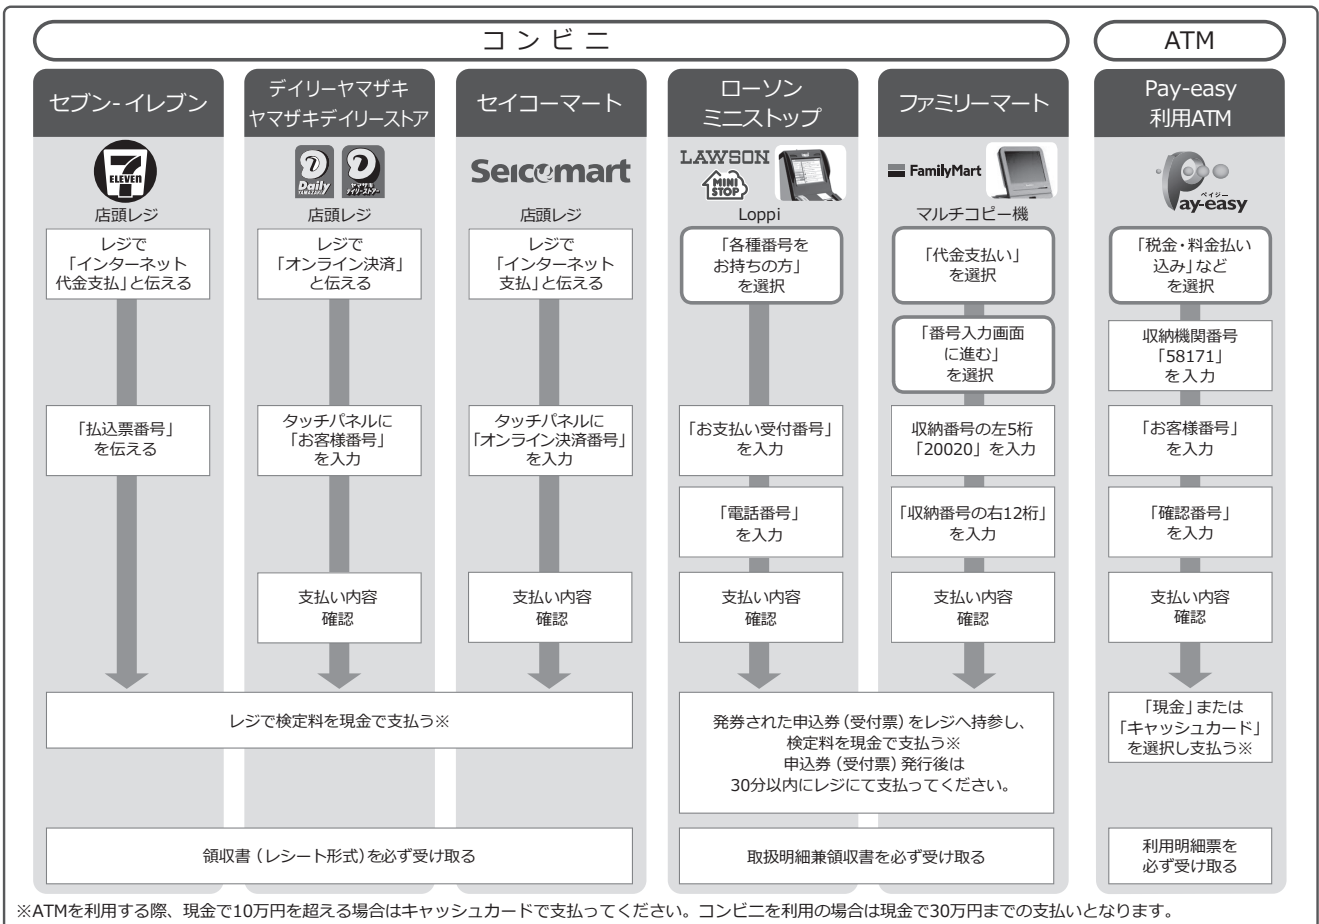 コンビニ
ATM
セブン-イレブン
7
ELEVEN
店頭レジ
レジで
「インターネット
代金支払」と伝える
「払込票番号」
を伝える
デイリーヤマザキ
ヤマザキデイリーストア
Daily
YAMAZAKI
ヤマザキ
デイリーストアー
店頭レジ
レジで
「オンライン決済」
と伝える
タッチパネルに
「お客様番号」
を入力
支払い内容
確認
セイコーマート
Seicomart
店頭レジ
レジで
「インターネット
支払」と伝える
タッチパネルに
「オンライン決済番号」
を入力
支払い内容
確認
レジで検定料を現金で支払う※
領収書（レシート形式）を必ず受け取る
ローソン
ミニストップ
LAWSON
MINI
STOP
Loppi
「各種番号を
お持ちの方」
を選択
「お支払い受付番号」
を入力
「電話番号」
を入力
支払い内容
確認
ファミリーマート
FamilyMart
マルチコピー機
「代金支払い」
を選択
「番号入力画面
に進む」
を選択
収納番号の左5桁
「20020」を入力
「収納番号の右12桁」
を入力
支払い内容
確認
発券された申込券（受付票）をレジへ持参し、
検定料を現金で支払う※
申込券（受付票）発行後は
30分以内にレジにて支払ってください。
取扱明細兼領収書を必ず受け取る
Pay-easy
利用ATM
ペイジー
Pay-easy
「税金・料金払い
込み」など
を選択
収納機関番号
「58171」
を入力
「お客様番号」
を入力
「確認番号」
を入力
支払い内容
確認
「現金」または
「キャッシュカード」
を選択し支払う※
利用明細票を
必ず受け取る
※ATMを利用する際、現金で10万円を超える場合はキャッシュカードで支払ってください。コンビニを利用の場合は現金で30万円までの支払いとなります。